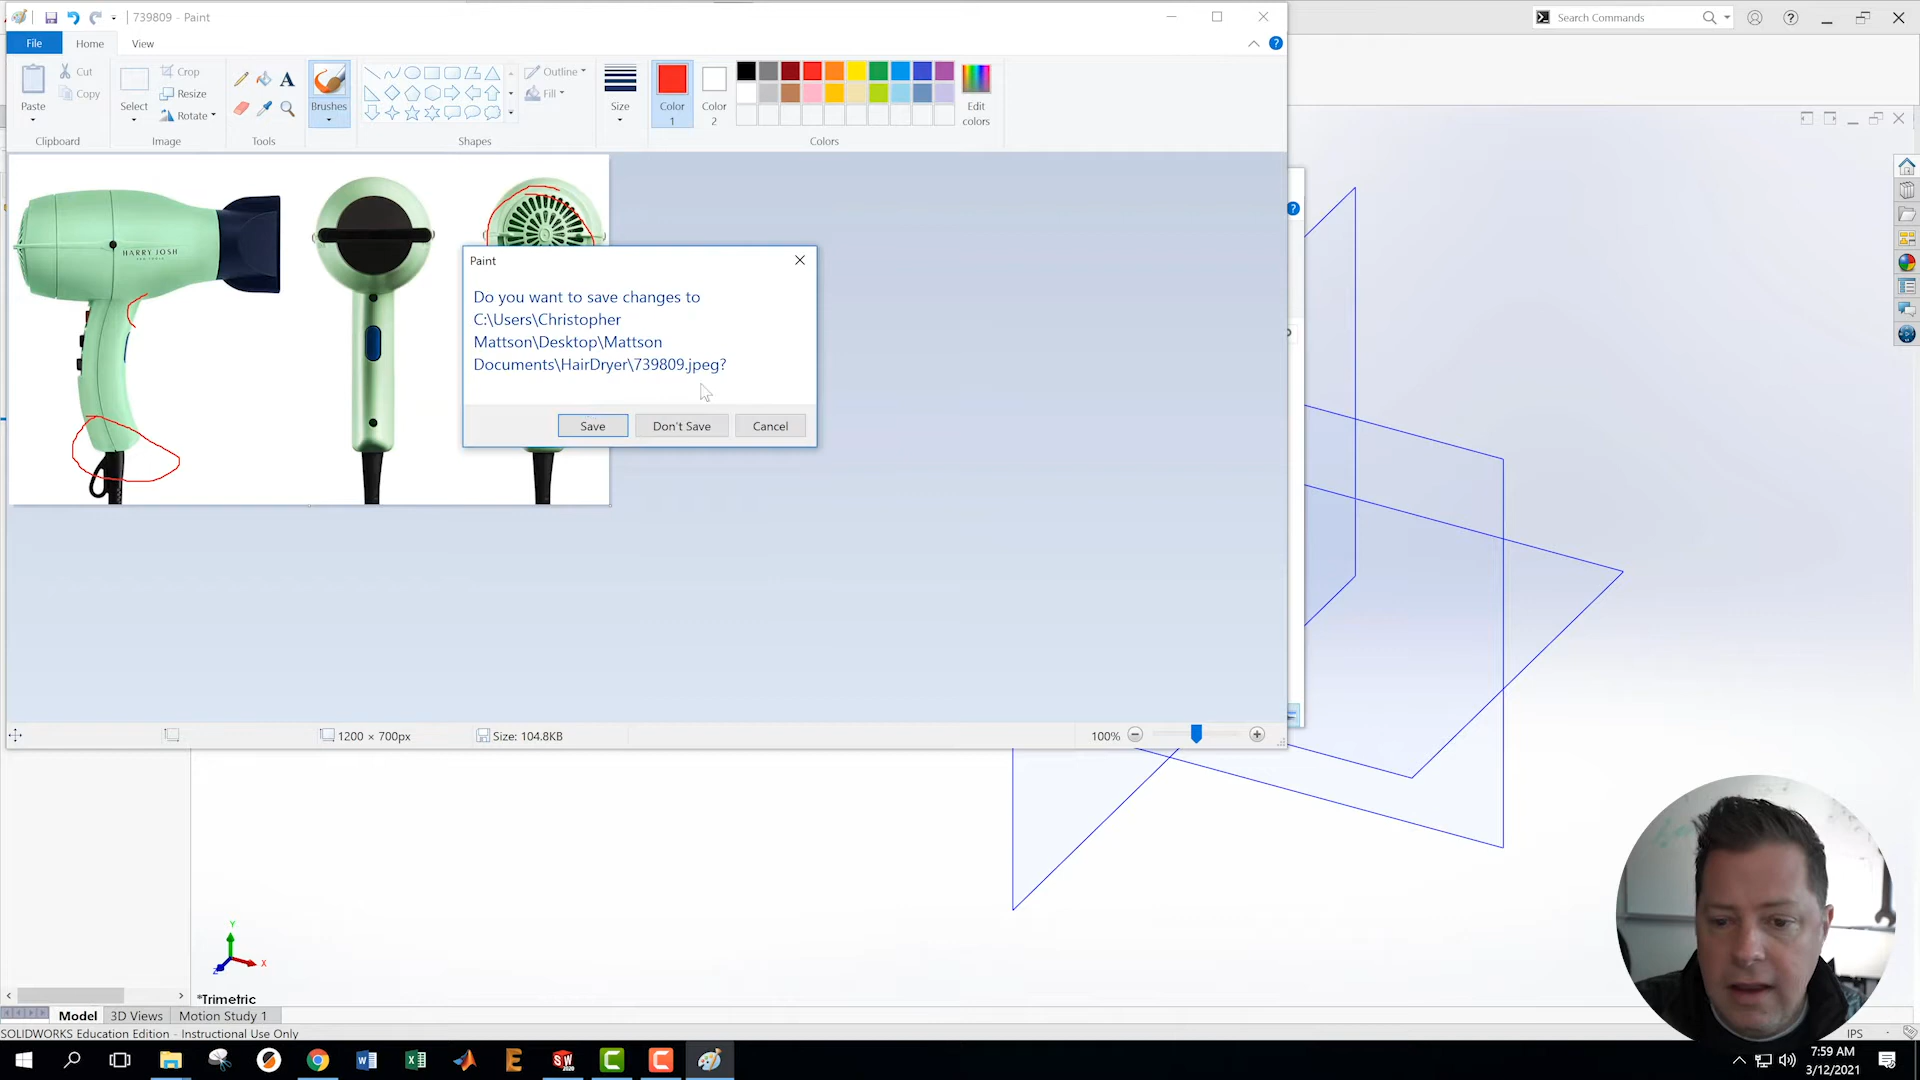 739809 - Paint
Search Commands
File
Home
View
Paste
Cut
Copy
Clipboard
Select
Crop
Resize
Rotate
Image
Tools
Brushes
Shapes
Outline
Fill
Size
Color
1
Color
2
Edit
colors
Colors
HARRY JOSH
Paint
Do you want to save changes to
C:\Users\Christopher
Mattson\Desktop\Mattson
Documents\HairDryer\739809.jpeg?
Save
Don't Save
Cancel
1200 × 700px
Size: 104.8KB
100%
Y
X
Z
*Trimetric
Model
3D Views
Motion Study 1
SOLIDWORKS Education Edition - Instructional Use Only
IPS
7:59 AM
3/12/2021